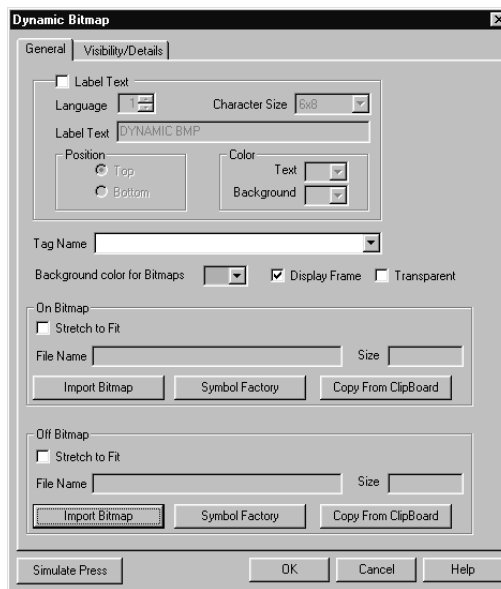 Dynamic Bitmap
General Visibility/Details
Label Text
Language 1 Character Size 6x8
Label Text DYNAMIC BMP
Position Color
Top Text
Bottom Background
Tag Name
Background color for Bitmaps Display Frame Transparent
On Bitmap
Stretch to Fit
File Name Size
Import Bitmap Symbol Factory Copy From ClipBoard
Off Bitmap
Stretch to Fit
File Name Size
Import Bitmap Symbol Factory Copy From ClipBoard
Simulate Press OK Cancel Help